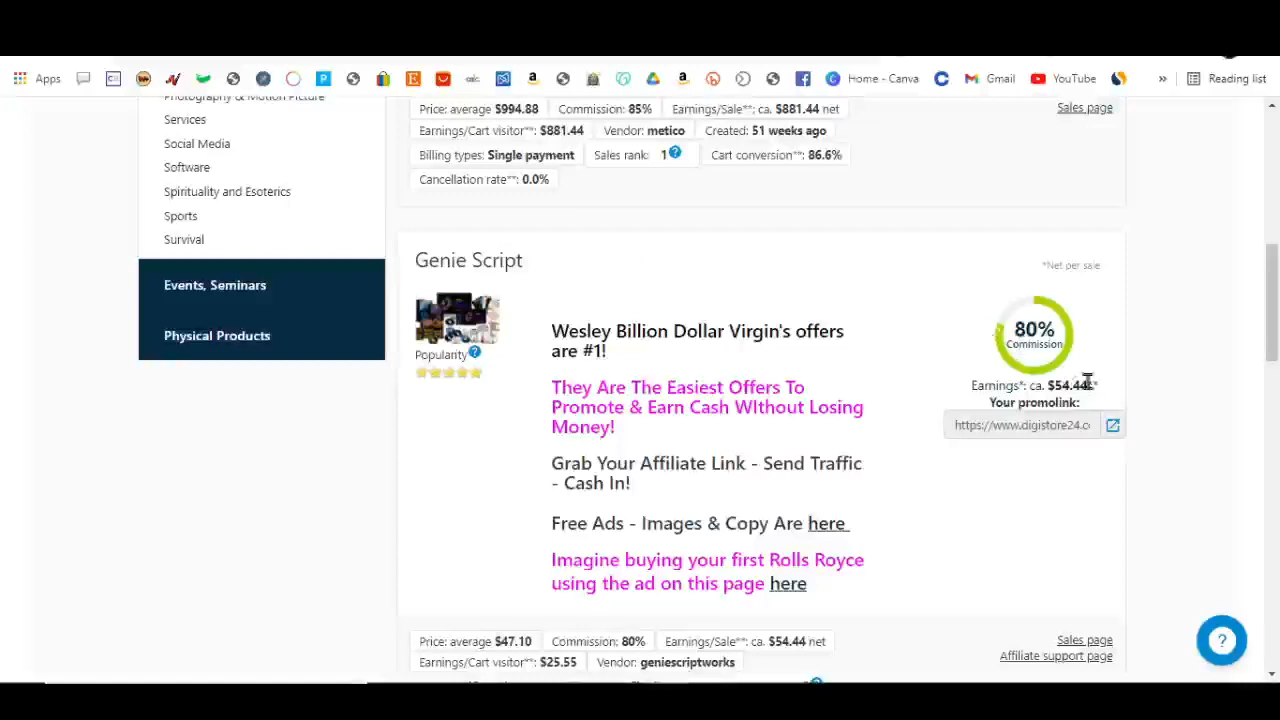 Apps
Home - Canva
Gmail
YouTube
»
Reading list
Photography & Motion Picture
Services
Social Media
Software
Spirituality and Esoterics
Sports
Survival
Events, Seminars
Physical Products
Price: average $994.88 Commission: 85% Earnings/Sale**: ca. $881.44 net
Sales page
Earnings/Cart visitor**: $881.44 Vendor: metico Created: 51 weeks ago
Billing types: Single payment Sales rank: 1 Cart conversion**: 86.6%
Cancellation rate**: 0.0%
Genie Script
*Net per sale
Popularity
Wesley Billion Dollar Virgin's offers
are #1!
They Are The Easiest Offers To
Promote & Earn Cash WIthout Losing
Money!
Grab Your Affiliate Link - Send Traffic
- Cash In!
Free Ads - Images & Copy Are here
Imagine buying your first Rolls Royce
using the ad on this page here
80%
Commission
Earnings*: ca. $54.44**
Your promolink:
https://www.digistore24.co
Price: average $47.10 Commission: 80% Earnings/Sale**: ca. $54.44 net
Sales page
Earnings/Cart visitor**: $25.55 Vendor: geniescriptworks
Affiliate support page